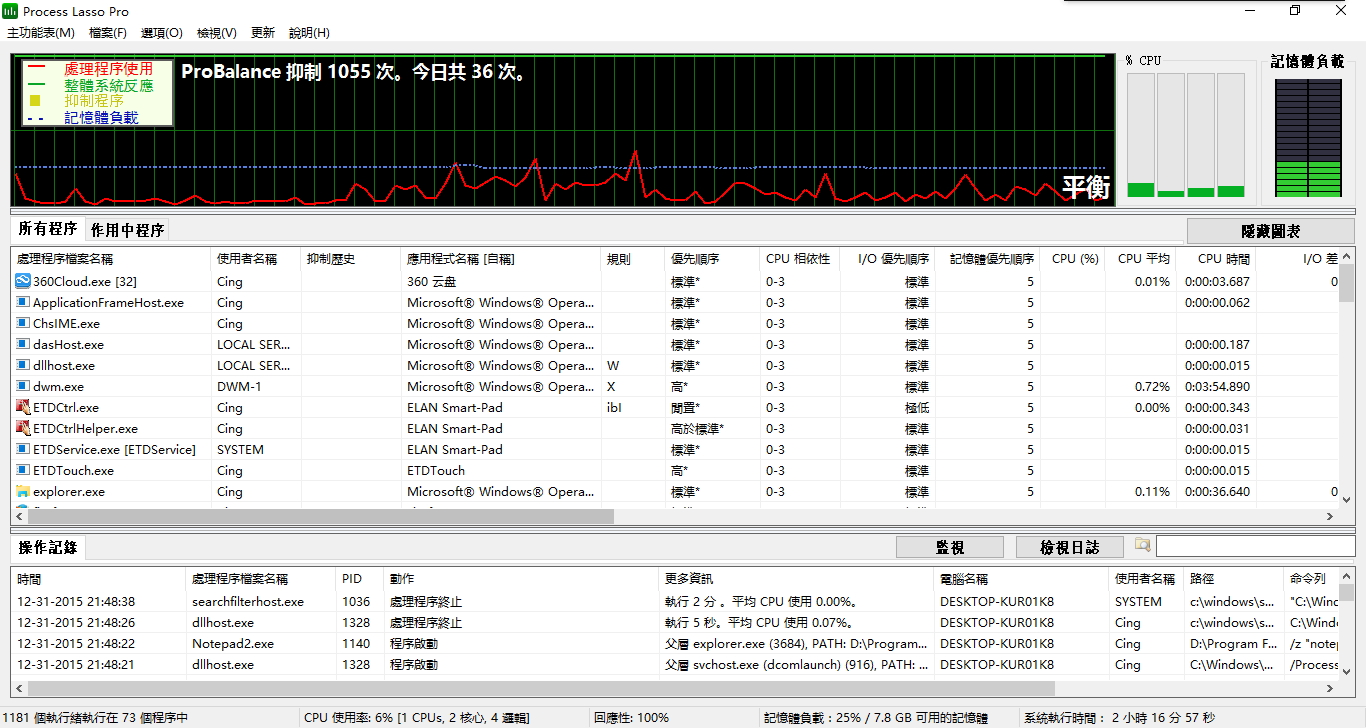 Process Lasso Pro
主功能表(M) 檔案(F) 選項(O) 檢視(V) 更新 說明(H)
處理程序使用
整體系統反應
抑制程序
記憶體負載
ProBalance 抑制 1055 次。今日共 36 次。
平衡
% CPU
記憶體負載
所有程序 作用中程序
隱藏圖表
處理程序檔案名稱 使用者名稱 抑制歷史 應用程式名稱 [自稱] 規則 優先順序 CPU 相依性 I/O 優先順序 記憶體優先順序 CPU (%) CPU 平均 CPU 時間 I/O 差
360Cloud.exe [32] Cing 360 云盘 標準* 0-3 標準 5 0.01% 0:00:03.687 0
ApplicationFrameHost.exe Cing Microsoft® Windows® Opera... 標準* 0-3 標準 5 0:00:00.062
ChsIME.exe Cing Microsoft® Windows® Opera... 標準* 0-3 標準 5
dasHost.exe LOCAL SER... Microsoft® Windows® Opera... 標準* 0-3 標準 5 0:00:00.187
dllhost.exe LOCAL SER... Microsoft® Windows® Opera... W 標準* 0-3 標準 5 0:00:00.015
dwm.exe DWM-1 Microsoft® Windows® Opera... X 高* 0-3 標準 5 0.72% 0:03:54.890
ETDCtrl.exe Cing ELAN Smart-Pad ibI 閒置* 0-3 極低 5 0.00% 0:00:00.343
ETDCtrlHelper.exe Cing ELAN Smart-Pad 高於標準* 0-3 標準 5 0:00:00.031
ETDService.exe [ETDService] SYSTEM ELAN Smart-Pad 標準* 0-3 標準 5 0:00:00.015
ETDTouch.exe Cing ETDTouch 高* 0-3 標準 5 0:00:00.015
explorer.exe Cing Microsoft® Windows® Opera... 標準* 0-3 標準 5 0.11% 0:00:36.640 0
操作記錄
監視 檢視日誌
時間 處理程序檔案名稱 PID 動作 更多資訊 電腦名稱 使用者名稱 路徑 命令列
12-31-2015 21:48:38 searchfilterhost.exe 1036 處理程序終止 執行 2 分 。平均 CPU 使用 0.00%。 DESKTOP-KUR01K8 SYSTEM c:\windows\s... "C:\Winc
12-31-2015 21:48:26 dllhost.exe 1328 處理程序終止 執行 5 秒。平均 CPU 使用 0.07%。 DESKTOP-KUR01K8 Cing c:\windows\s... C:\Wind
12-31-2015 21:48:22 Notepad2.exe 1140 程序啟動 父層 explorer.exe (3684), PATH: D:\Program... DESKTOP-KUR01K8 Cing D:\Program F... /z "notep
12-31-2015 21:48:21 dllhost.exe 1328 程序啟動 父層 svchost.exe (dcomlaunch) (916), PATH: ... DESKTOP-KUR01K8 Cing C:\Windows\... /Process
1181 個執行緒執行在 73 個程序中 CPU 使用率: 6% [1 CPUs, 2 核心, 4 邏輯] 回應性: 100% 記憶體負載：25% / 7.8 GB 可用的記憶體 系統執行時間： 2 小時 16 分 57 秒